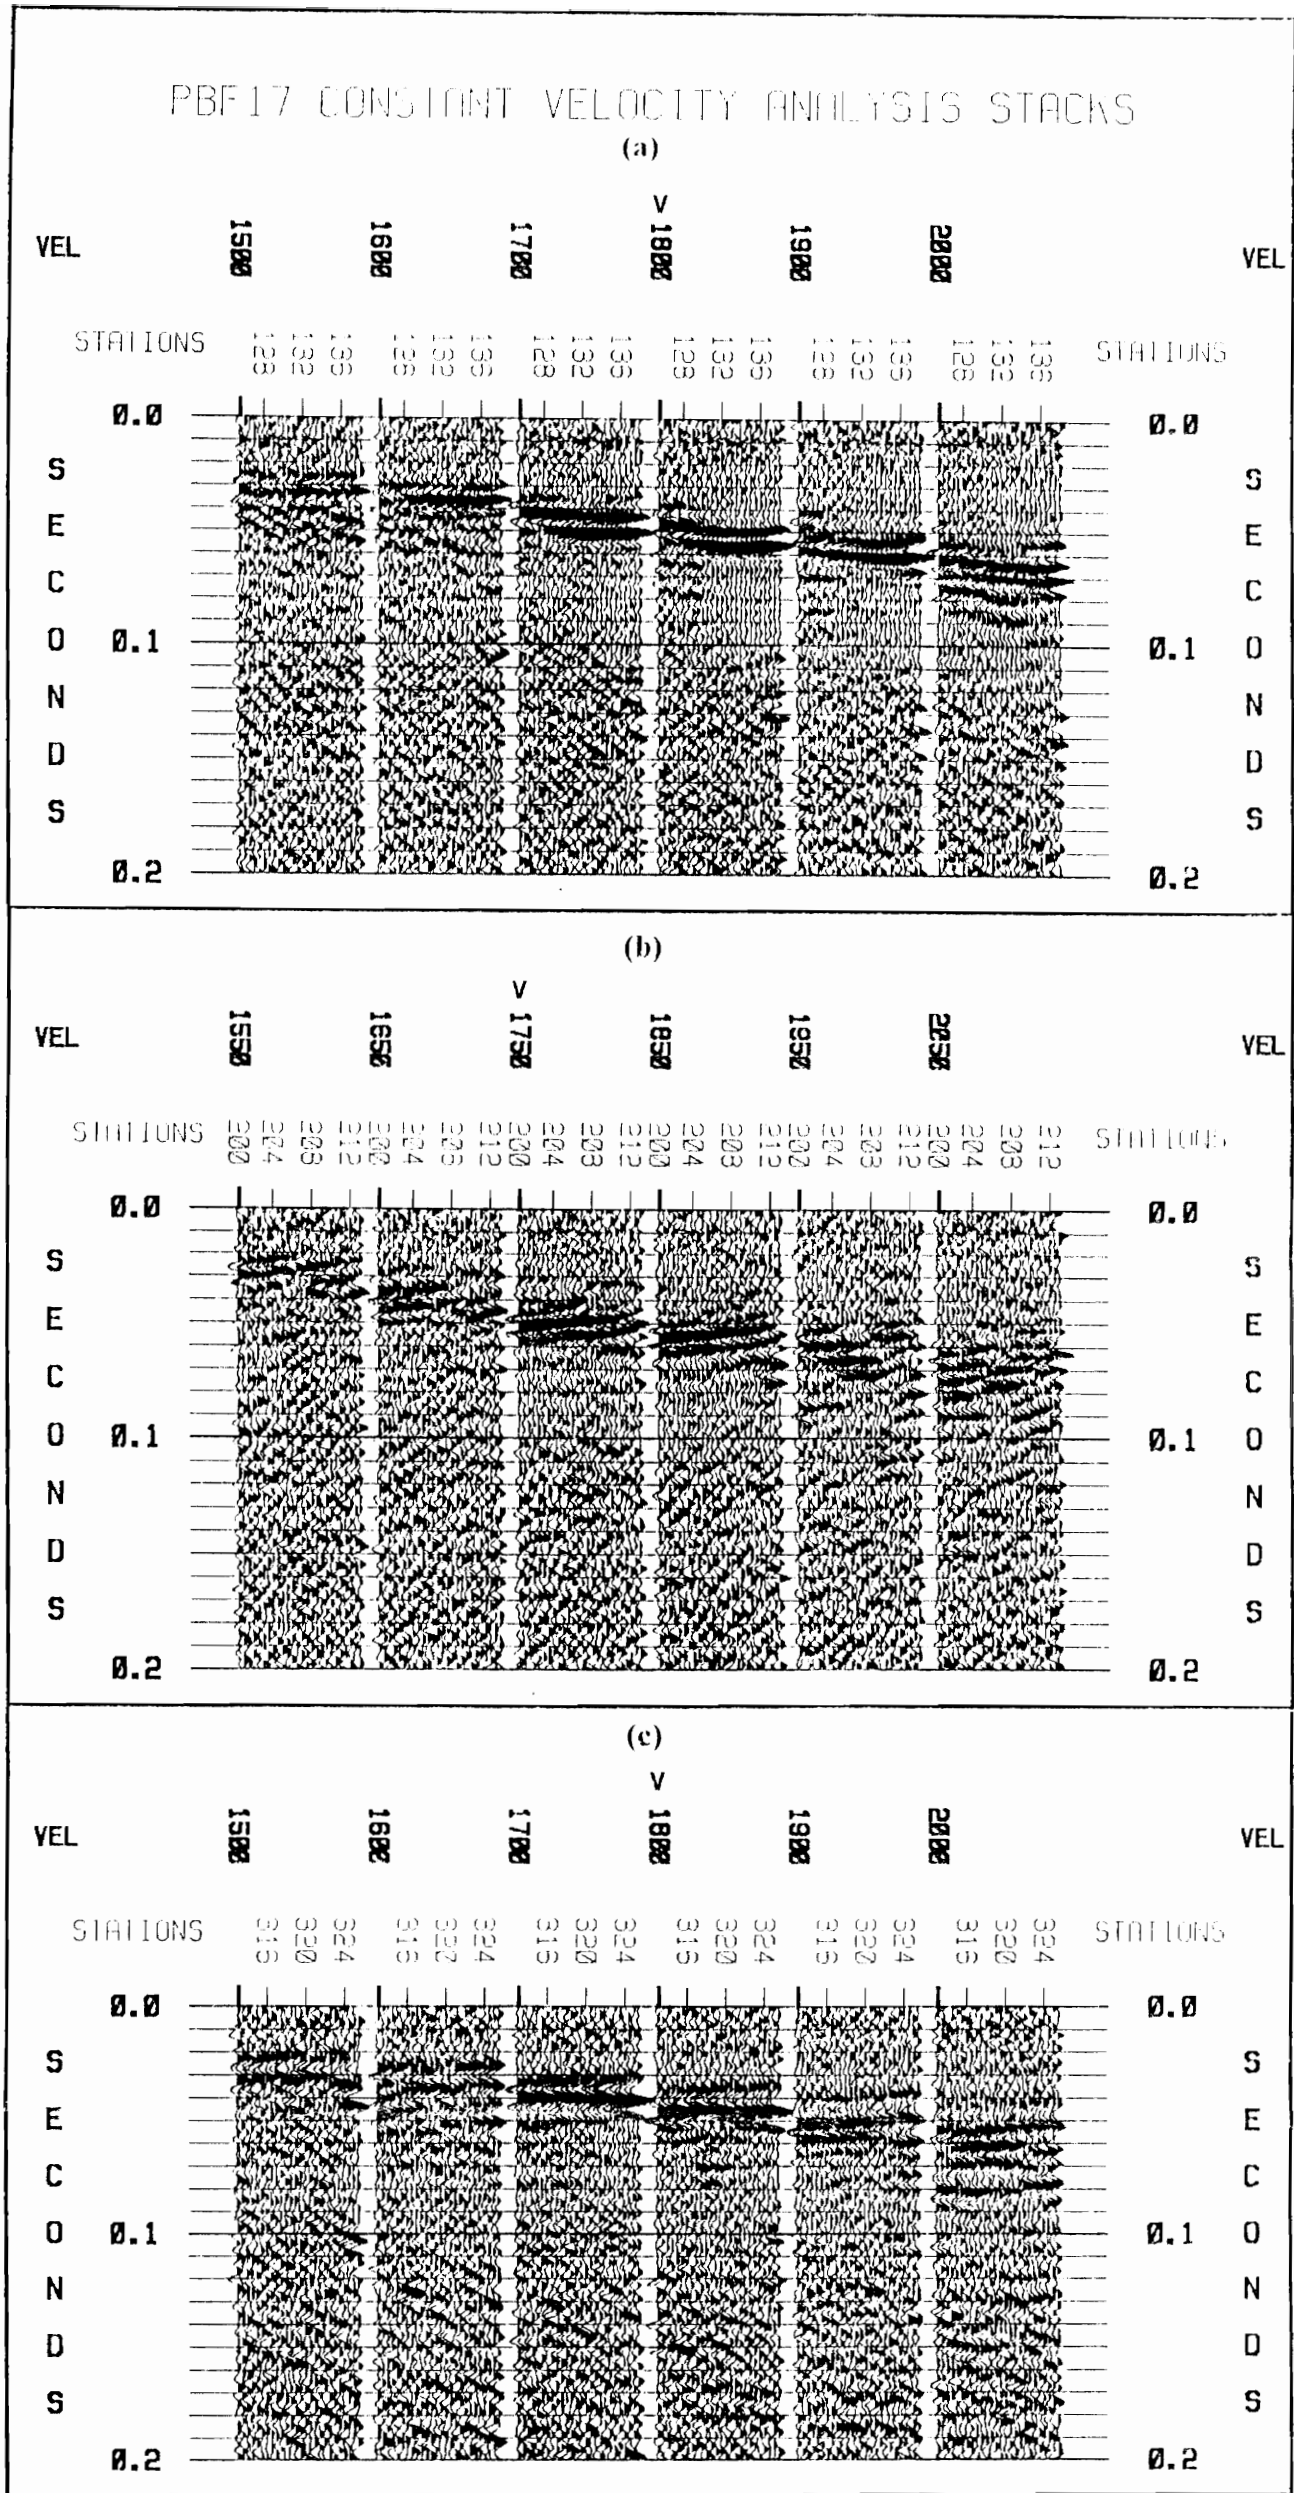 PBF17 CONSTANT VELOCITY ANALYSIS STACKS
(a)
V
VEL 1500 1600 1700 1800 1900 2000 VEL
STATIONS 128 132 136 128 132 136 128 132 136 128 132 136 128 132 136 128 132 136 STATIONS
0.0 0.0
SECONDS SECONDS
0.1 0.1
0.2 0.2
(b)
V
VEL 1550 1650 1750 1850 1950 2050 VEL
STATIONS 200 204 208 212 200 204 208 212 200 204 208 212 200 204 208 212 200 204 208 212 200 204 208 212 STATIONS
0.0 0.0
SECONDS SECONDS
0.1 0.1
0.2 0.2
(c)
V
VEL 1500 1600 1700 1800 1900 2000 VEL
STATIONS 316 320 324 316 320 324 316 320 324 316 320 324 316 320 324 316 320 324 STATIONS
0.0 0.0
SECONDS SECONDS
0.1 0.1
0.2 0.2